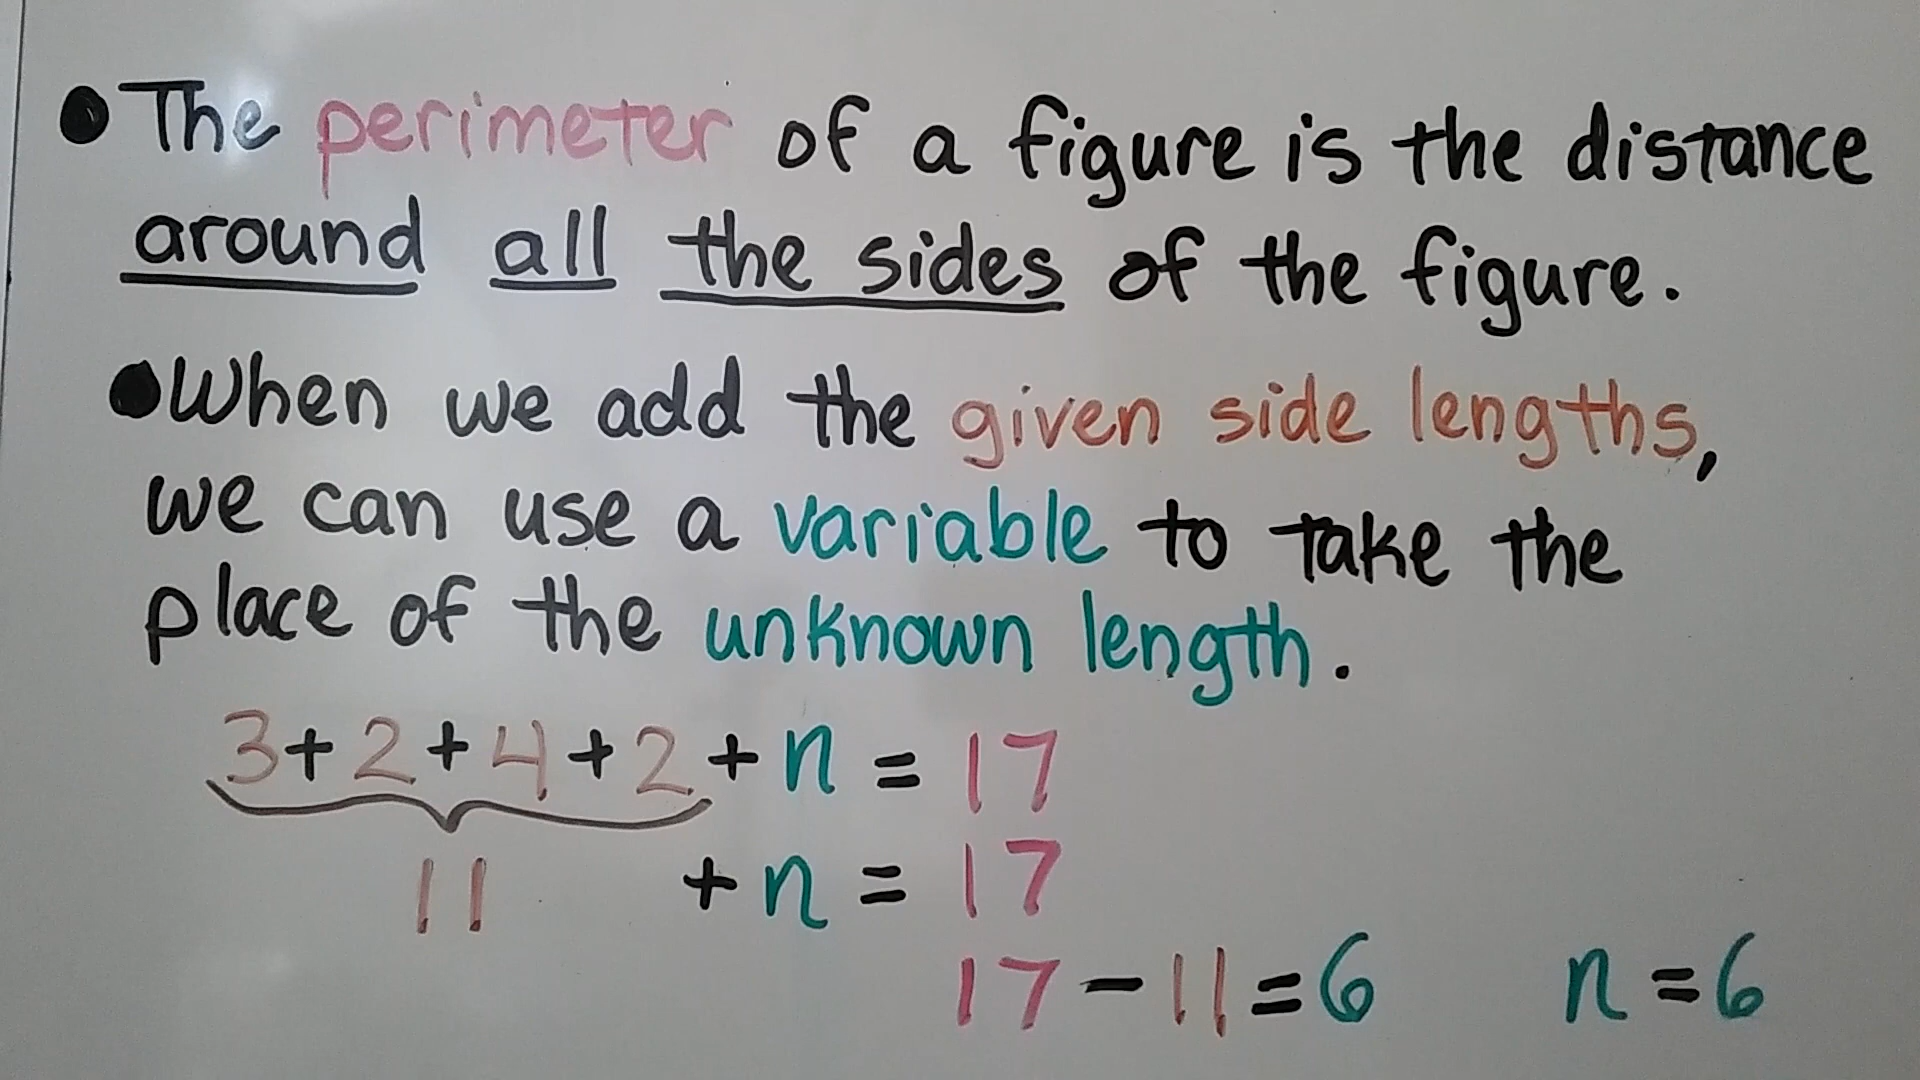 ●The perimeter of a figure is the distance
around all the sides of the figure.
●When we add the given side lengths,
we can use a variable to take the
place of the unknown length.
3+2+4+2+n=17
11 +n=17
17-11=6 n=6